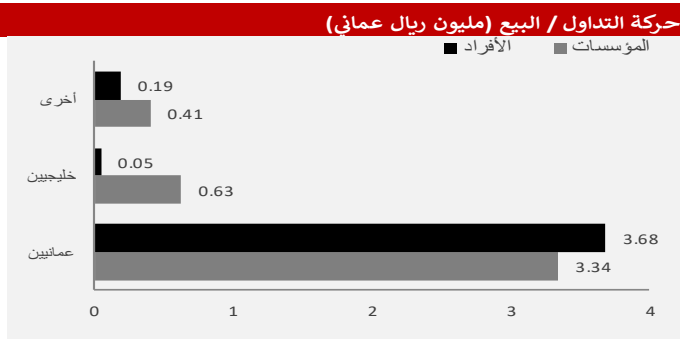 حركة التداول / البيع (مليون ريال عماني)
المؤسسات الأفراد
أخرى
0.19
0.41
خليجيين
0.05
0.63
عمانيين
3.68
3.34
0 1 2 3 4